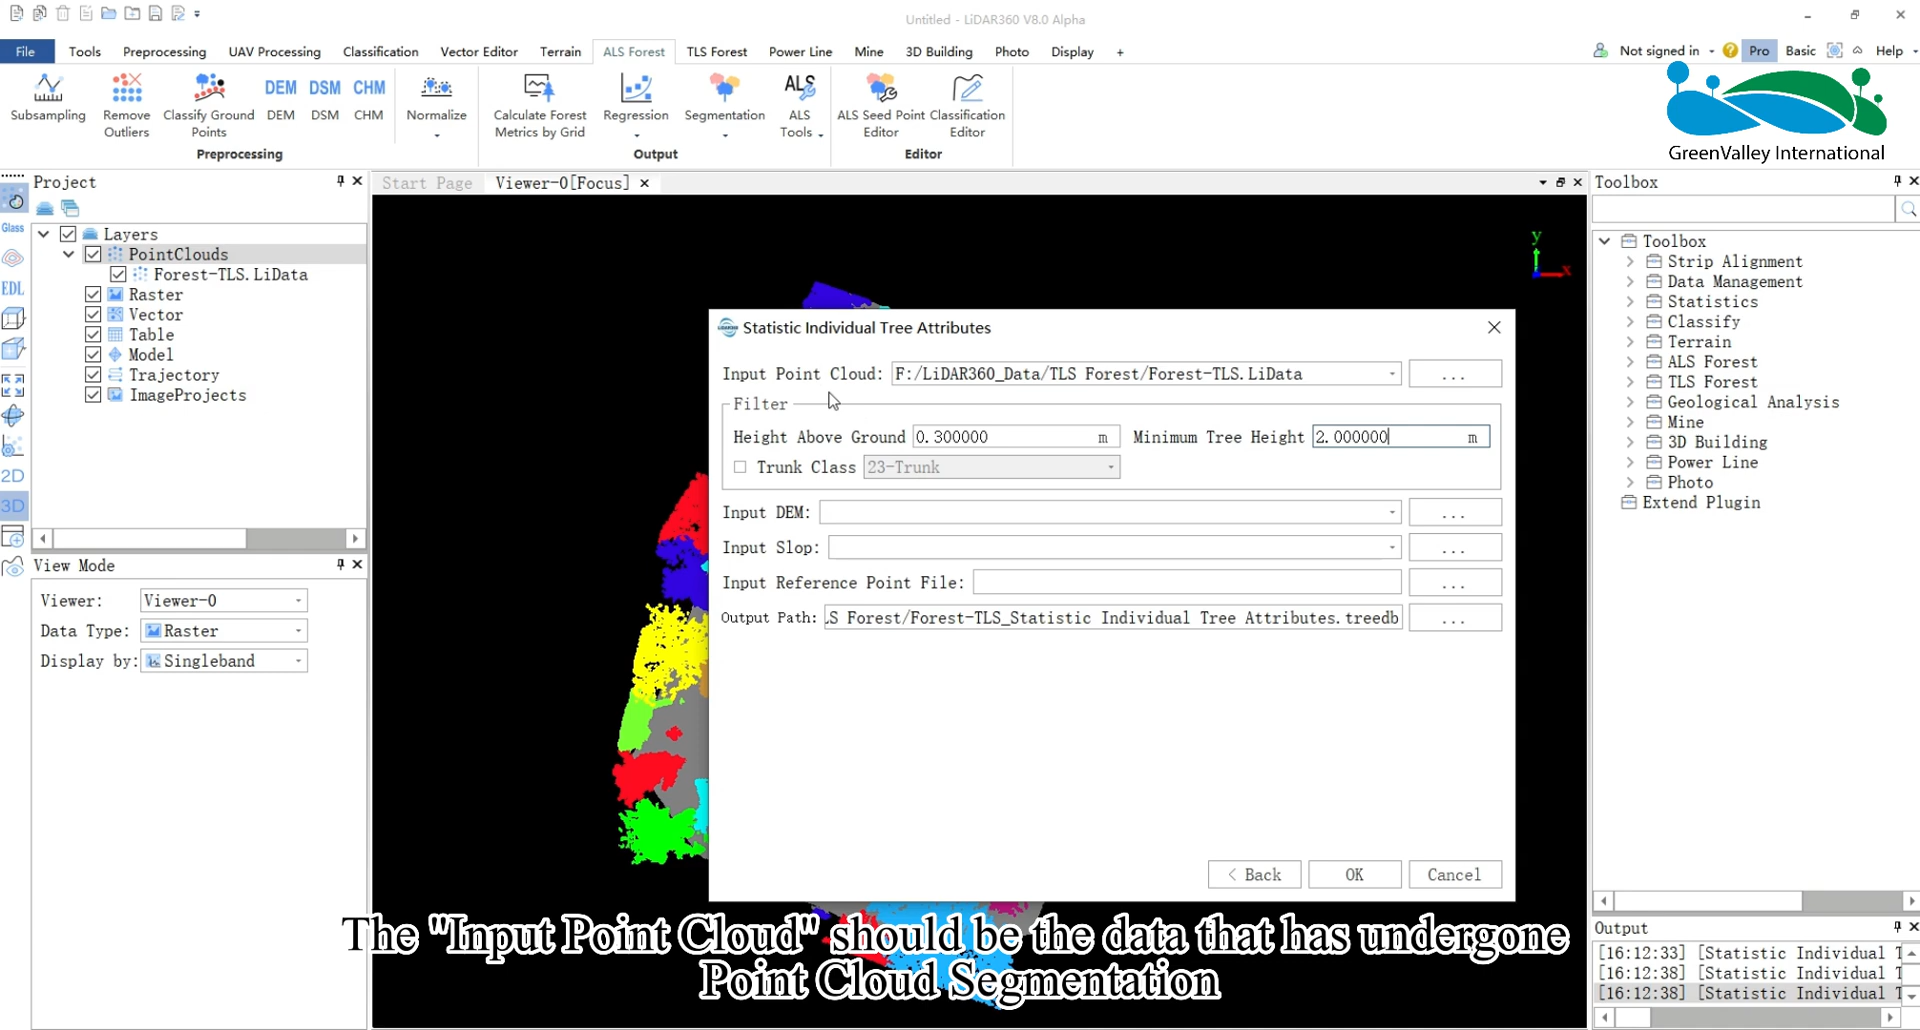 Untitled - LiDAR360 V8.0 Alpha
File Tools Preprocessing UAV Processing Classification Vector Editor Terrain ALS Forest TLS Forest Power Line Mine 3D Building Photo Display + Not signed in Pro Basic Help
Subsampling
Remove
Outliers
Classify Ground
Points
DEM
DEM
DSM
DSM
CHM
CHM
Normalize
Preprocessing
Calculate Forest
Metrics by Grid
Regression
Segmentation
ALS
ALS
Tools
Output
ALS Seed Point
Editor
Classification
Editor
Editor
GreenValley International
Project
Layers
PointClouds
Forest-TLS.LiData
Raster
Vector
Table
Model
Trajectory
ImageProjects
Glass
EDL
2D
3D
View Mode
Viewer: Viewer-0
Data Type: Raster
Display by: Singleband
Start Page Viewer-0[Focus]
y
x
Statistic Individual Tree Attributes
Input Point Cloud: F:/LiDAR360_Data/TLS Forest/Forest-TLS.LiData ...
Filter
Height Above Ground 0.300000 m Minimum Tree Height 2.000000 m
Trunk Class 23-Trunk
Input DEM: ...
Input Slop: ...
Input Reference Point File: ...
Output Path: .S Forest/Forest-TLS_Statistic Individual Tree Attributes.treedb ...
< Back OK Cancel
Toolbox
Toolbox
Strip Alignment
Data Management
Statistics
Classify
Terrain
ALS Forest
TLS Forest
Geological Analysis
Mine
3D Building
Power Line
Photo
Extend Plugin
Output
[16:12:33] [Statistic Individual T
[16:12:38] [Statistic Individual T
[16:12:38] [Statistic Individual T
The "Input Point Cloud" should be the data that has undergone
Point Cloud Segmentation